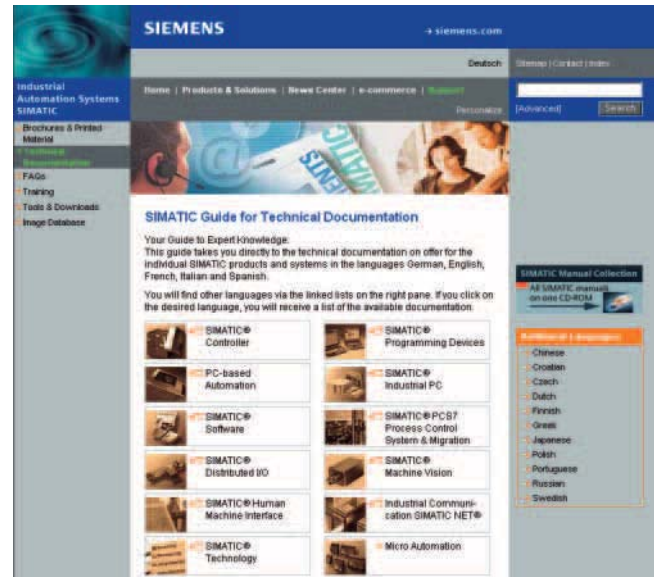 SIEMENS
→ siemens.com
Deutsch
Sitemap | Contact | Index
Industrial
Automation Systems
SIMATIC
Home | Products & Solutions | News Center | e-commerce | Support
Personalize
[Advanced]
Search
Brochures & Printed
Material
Technical
Documentation
FAQs
Training
Tools & Downloads
Image Database
SIMATIC Guide for Technical Documentation
Your Guide to Expert Knowledge:
This guide takes you directly to the technical documentation on offer for the
individual SIMATIC products and systems in the languages German, English,
French, Italian and Spanish.
You will find other languages via the linked lists on the right pane. If you click on
the desired language, you will receive a list of the available documentation.
SIMATIC®
Controller
SIMATIC®
Programming Devices
PC-based
Automation
SIMATIC®
Industrial PC
SIMATIC®
Software
SIMATIC® PCS7
Process Control
System & Migration
SIMATIC®
Distributed I/O
SIMATIC®
Machine Vision
SIMATIC® Human
Machine Interface
Industrial Communi-
cation SIMATIC NET®
SIMATIC®
Technology
Micro Automation
SIMATIC Manual Collection
All SIMATIC manuals
on one CD-ROM
Additional Languages
Chinese
Croatian
Czech
Dutch
Finnish
Greek
Japanese
Polish
Portuguese
Russian
Swedish